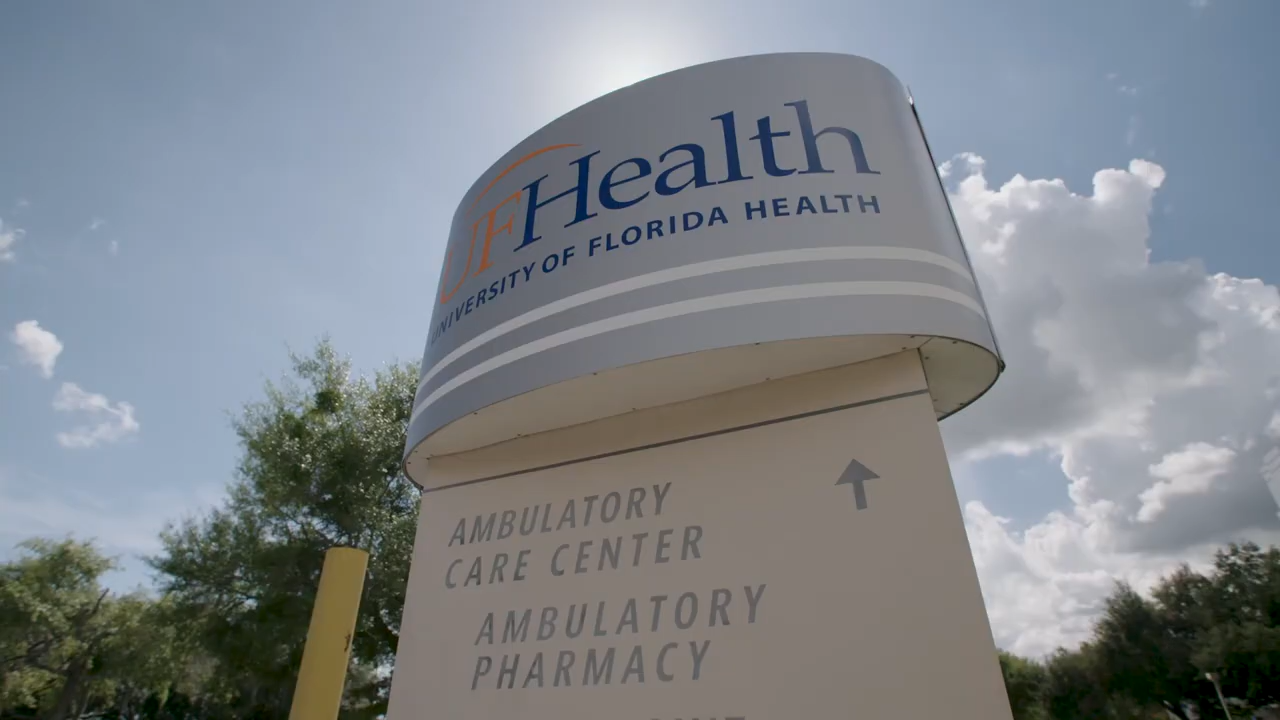 UFHealth
UNIVERSITY OF FLORIDA HEALTH
AMBULATORY
CARE CENTER
AMBULATORY
PHARMACY